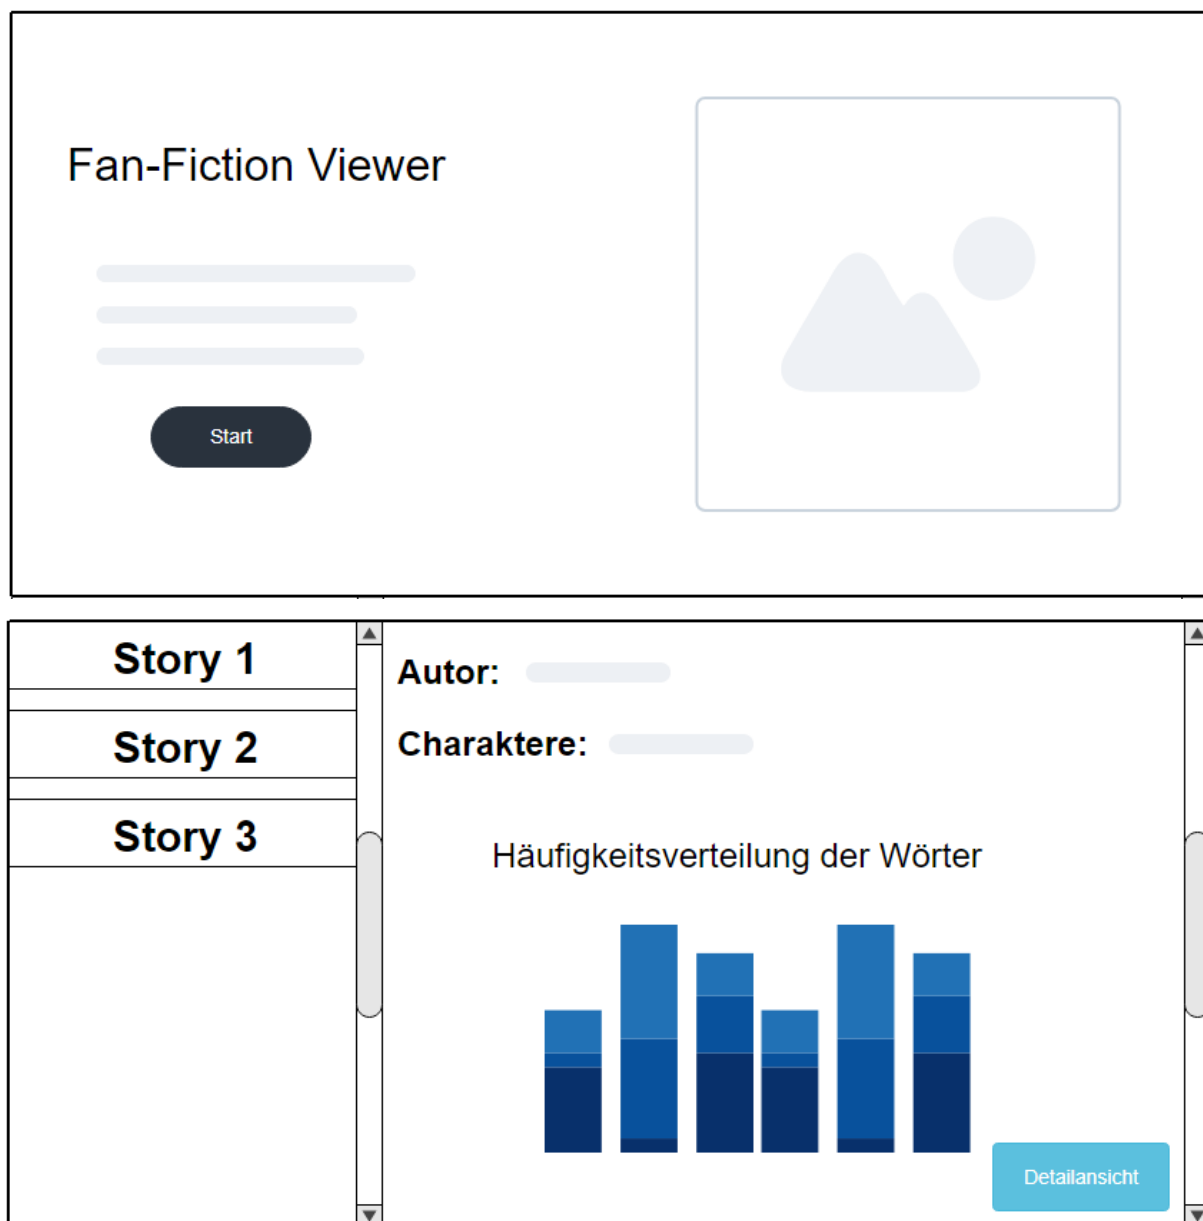 Fan-Fiction Viewer
Start
Story 1
Story 2
Story 3
Autor:
Charaktere:
Häufigkeitsverteilung der Wörter
Detailansicht